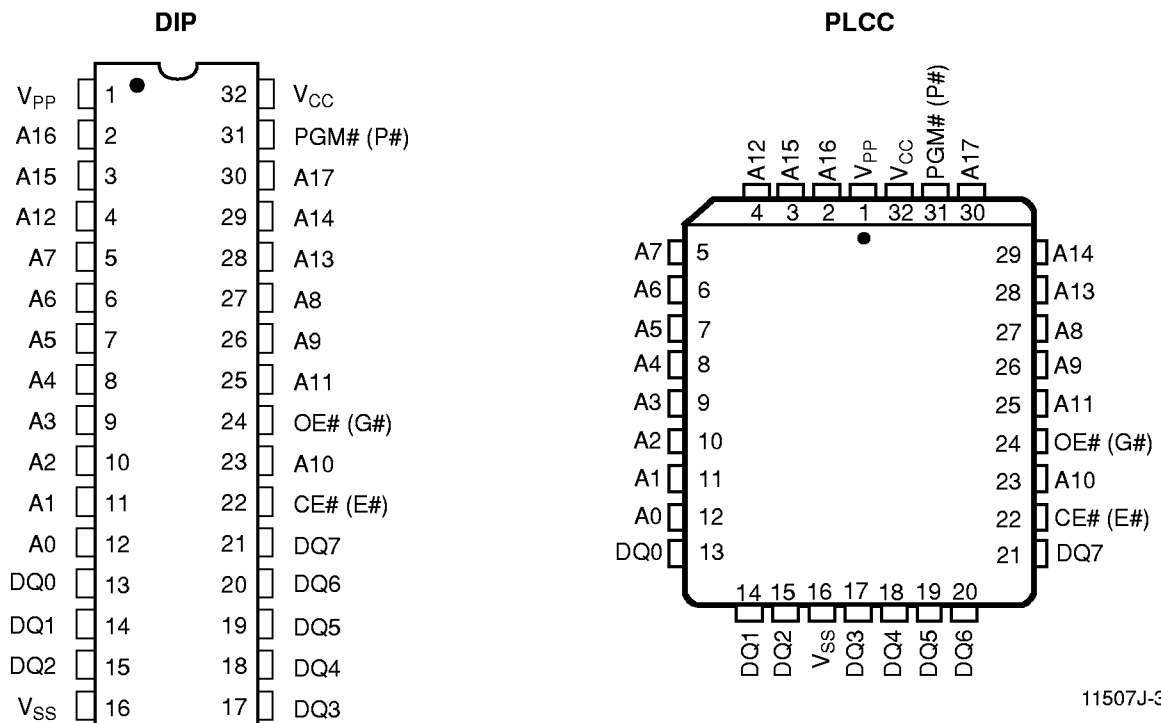 DIP
VPP 1 32 VCC
A16 2 31 PGM# (P#)
A15 3 30 A17
A12 4 29 A14
A7 5 28 A13
A6 6 27 A8
A5 7 26 A9
A4 8 25 A11
A3 9 24 OE# (G#)
A2 10 23 A10
A1 11 22 CE# (E#)
A0 12 21 DQ7
DQ0 13 20 DQ6
DQ1 14 19 DQ5
DQ2 15 18 DQ4
VSS 16 17 DQ3
PLCC
A12 A15 A16 VPP VCC PGM# (P#) A17
4 3 2 1 32 31 30
A7 5 29 A14
A6 6 28 A13
A5 7 27 A8
A4 8 26 A9
A3 9 25 A11
A2 10 24 OE# (G#)
A1 11 23 A10
A0 12 22 CE# (E#)
DQ0 13 21 DQ7
14 15 16 17 18 19 20
DQ1 DQ2 VSS DQ3 DQ4 DQ5 DQ6
11507J-3